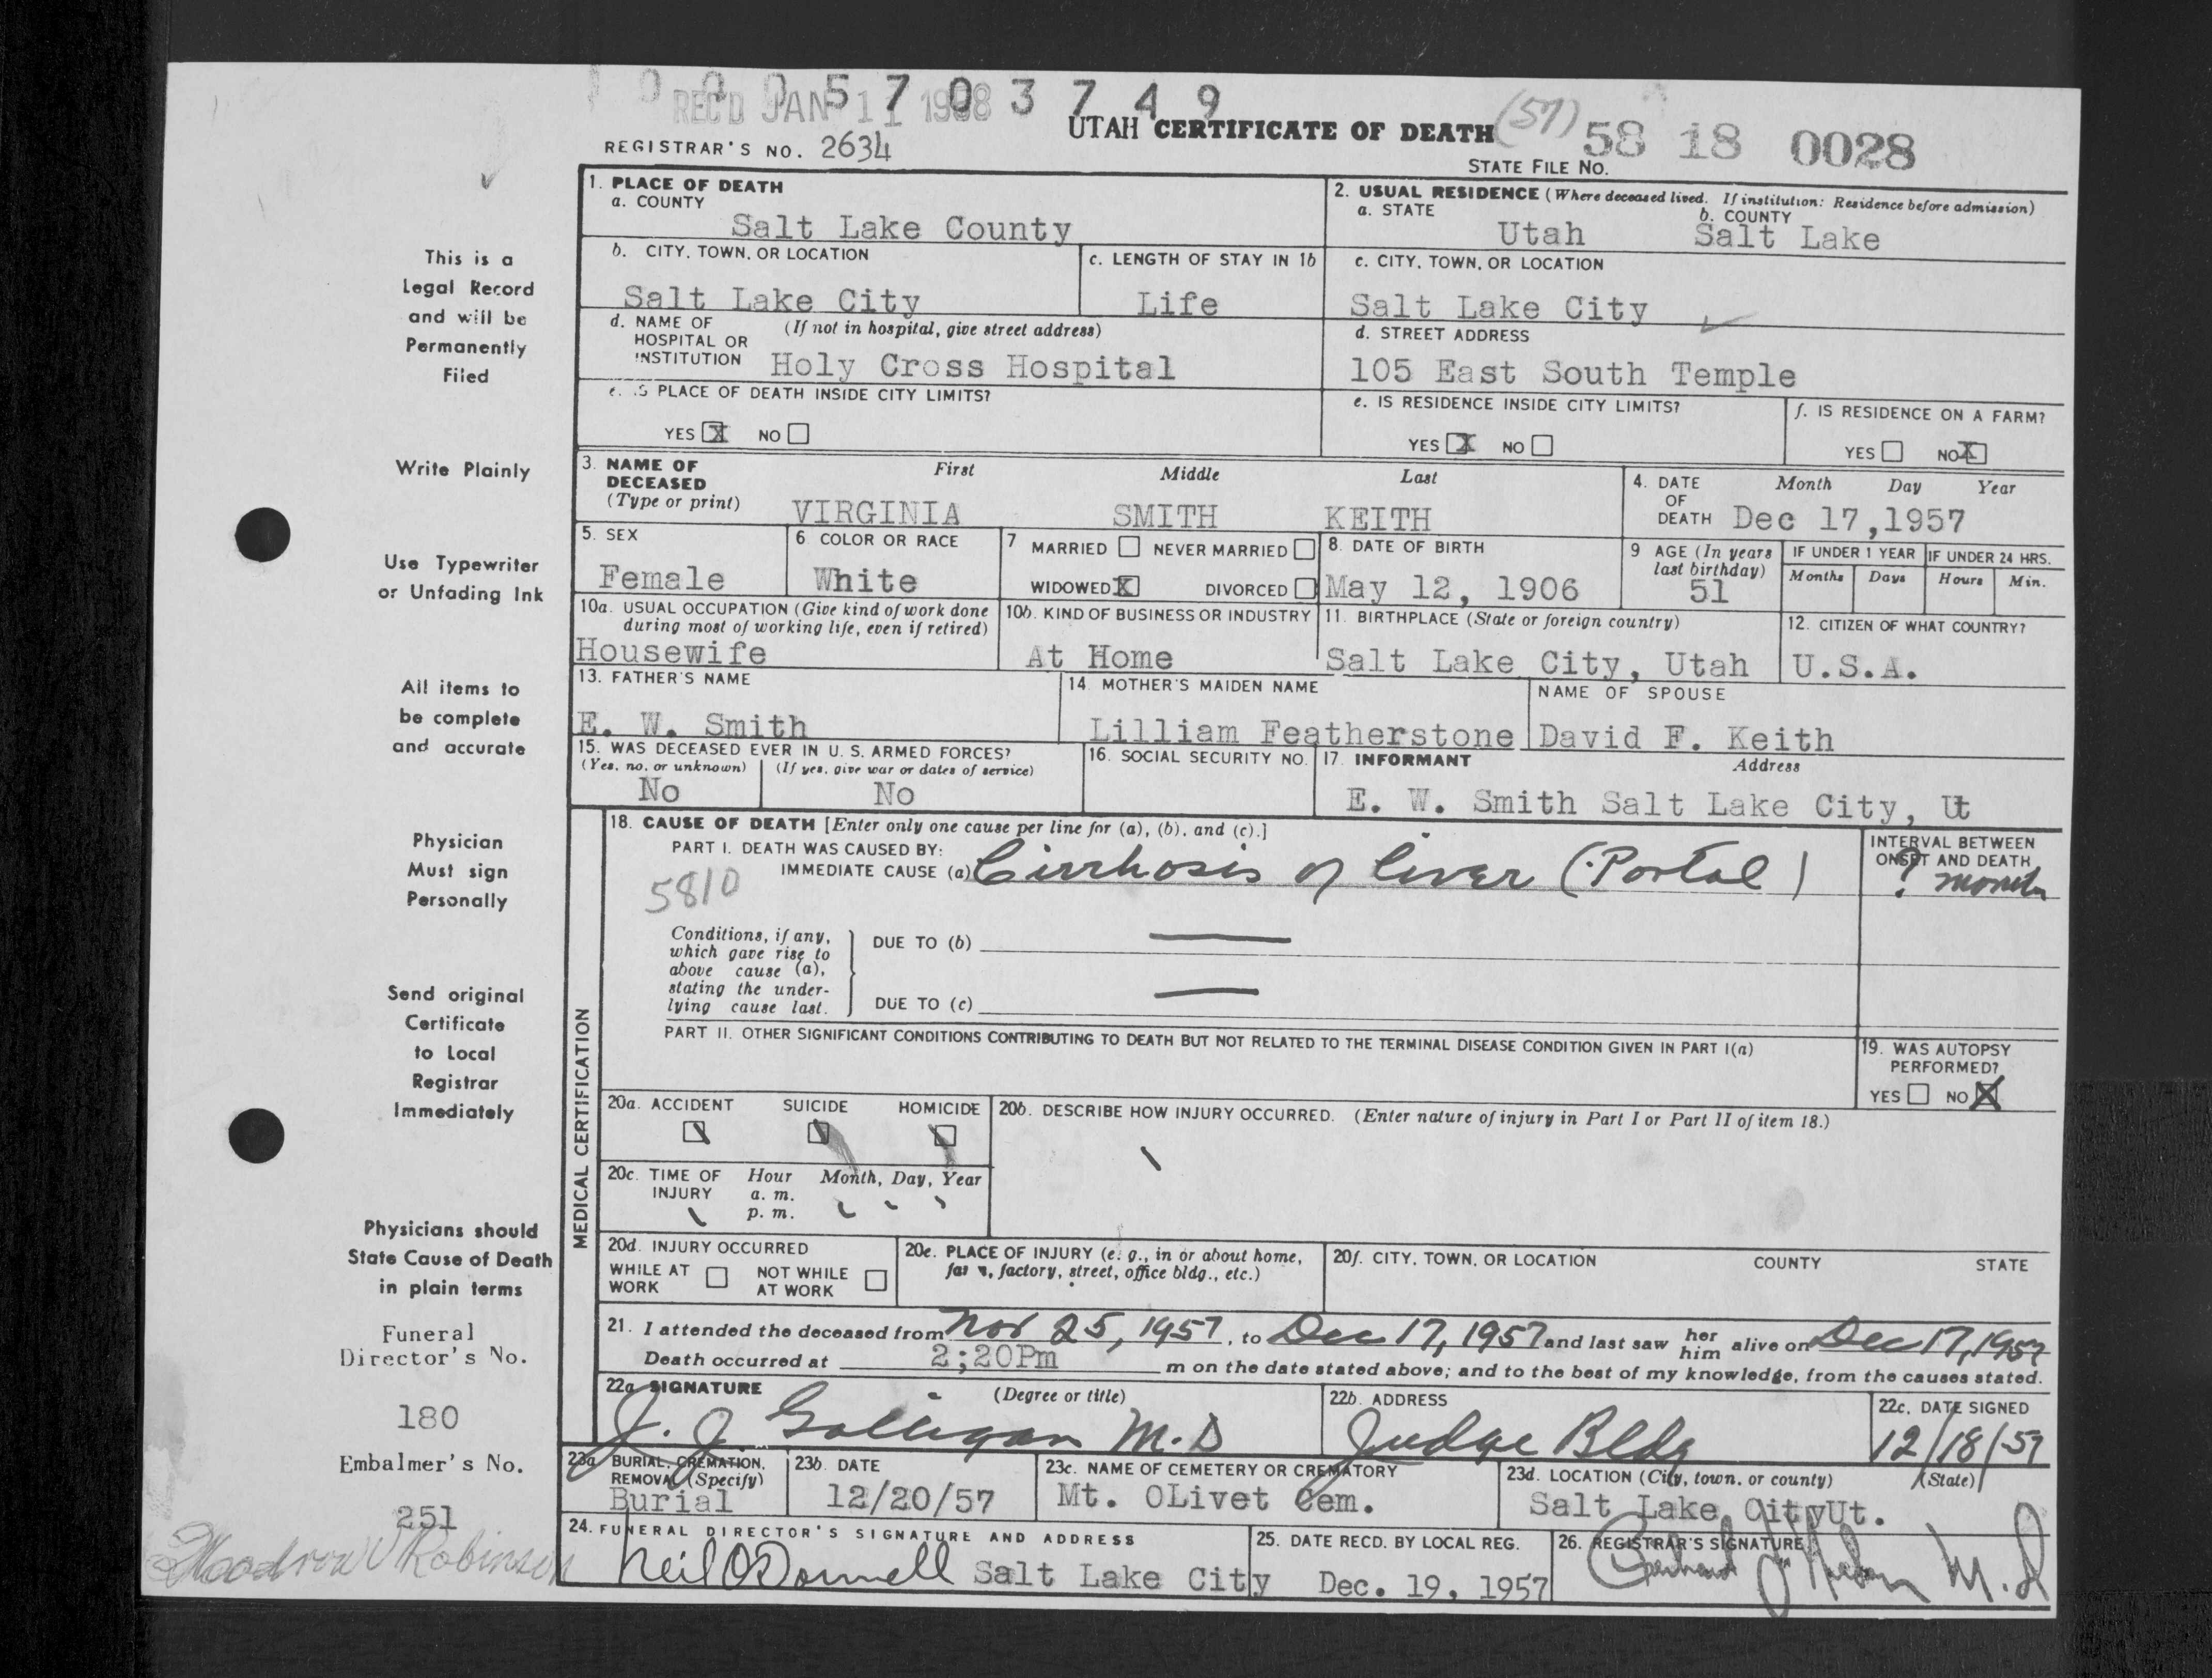 1 0 0 0 5 7 0 3 7 4 9
REC'D JAN 11 1958
UTAH CERTIFICATE OF DEATH (57) 58 18 0028
REGISTRAR'S NO. 2634
STATE FILE NO.
1. PLACE OF DEATH
a. COUNTY
Salt Lake County
2. USUAL RESIDENCE (Where deceased lived. If institution: Residence before admission)
a. STATE b. COUNTY
Utah Salt Lake
b. CITY, TOWN, OR LOCATION
Salt Lake City
c. LENGTH OF STAY IN 1b
Life
c. CITY, TOWN, OR LOCATION
Salt Lake City
d. NAME OF (If not in hospital, give street address)
HOSPITAL OR
INSTITUTION Holy Cross Hospital
d. STREET ADDRESS
105 East South Temple
e. IS PLACE OF DEATH INSIDE CITY LIMITS?
YES X NO
e. IS RESIDENCE INSIDE CITY LIMITS?
YES X NO
f. IS RESIDENCE ON A FARM?
YES NO X
3. NAME OF DECEASED (Type or print)
First Middle Last
VIRGINIA SMITH KEITH
4. DATE OF DEATH
Month Day Year
Dec 17,1957
5. SEX
Female
6. COLOR OR RACE
White
7 MARRIED NEVER MARRIED
WIDOWED X DIVORCED
8. DATE OF BIRTH
May 12, 1906
9 AGE (In years last birthday)
51
IF UNDER 1 YEAR
Months Days
IF UNDER 24 HRS.
Hours Min.
10a. USUAL OCCUPATION (Give kind of work done
during most of working life, even if retired)
Housewife
10b. KIND OF BUSINESS OR INDUSTRY
At Home
11. BIRTHPLACE (State or foreign country)
Salt Lake City, Utah
12. CITIZEN OF WHAT COUNTRY?
U.S.A.
13. FATHER'S NAME
E. W. Smith
14. MOTHER'S MAIDEN NAME
Lilliam Featherstone
NAME OF SPOUSE
David F. Keith
15. WAS DECEASED EVER IN U. S. ARMED FORCES?
(Yes, no, or unknown) (If yes, give war or dates of service)
No No
16. SOCIAL SECURITY NO.
17. INFORMANT Address
E. W. Smith Salt Lake City, Ut
MEDICAL CERTIFICATION
18. CAUSE OF DEATH [Enter only one cause per line for (a), (b), and (c).]
PART I. DEATH WAS CAUSED BY:
IMMEDIATE CAUSE (a) Cirrhosis of liver (Portal)
5810
INTERVAL BETWEEN
ONSET AND DEATH
? months
Conditions, if any,
which gave rise to
above cause (a),
stating the under-
lying cause last.
DUE TO (b)
DUE TO (c)
PART II. OTHER SIGNIFICANT CONDITIONS CONTRIBUTING TO DEATH BUT NOT RELATED TO THE TERMINAL DISEASE CONDITION GIVEN IN PART I(a)
19. WAS AUTOPSY
PERFORMED?
YES NO X
20a. ACCIDENT SUICIDE HOMICIDE
20b. DESCRIBE HOW INJURY OCCURRED. (Enter nature of injury in Part I or Part II of item 18.)
20c. TIME OF INJURY
Hour Month, Day, Year
a. m.
p. m.
20d. INJURY OCCURRED
WHILE AT WORK NOT WHILE AT WORK
20e. PLACE OF INJURY (e. g., in or about home,
farm, factory, street, office bldg., etc.)
20f. CITY, TOWN, OR LOCATION COUNTY STATE
21. I attended the deceased from Nov 25, 1957, to Dec 17, 1957 and last saw her him alive on Dec 17, 1957
Death occurred at 2;20Pm m on the date stated above; and to the best of my knowledge, from the causes stated.
22a SIGNATURE (Degree or title)
J. J. Galligan M.D
22b. ADDRESS
Judge Bldg
22c. DATE SIGNED
12/18/57
23a BURIAL, CREMATION,
REMOVAL (Specify)
Burial
23b. DATE
12/20/57
23c. NAME OF CEMETERY OR CREMATORY
Mt. OLivet Cem.
23d. LOCATION (City, town, or county) (State)
Salt Lake CityUt.
24. FUNERAL DIRECTOR'S SIGNATURE AND ADDRESS
Neil O'Donnell Salt Lake City
25. DATE RECD. BY LOCAL REG.
Dec. 19, 1957
26. REGISTRAR'S SIGNATURE
M.D
This is a
Legal Record
and will be
Permanently
Filed
Write Plainly
Use Typewriter
or Unfading Ink
All items to
be complete
and accurate
Physician
Must sign
Personally
Send original
Certificate
to Local
Registrar
Immediately
Physicians should
State Cause of Death
in plain terms
Funeral
Director's No.
180
Embalmer's No.
251
Woodrow V Robinson